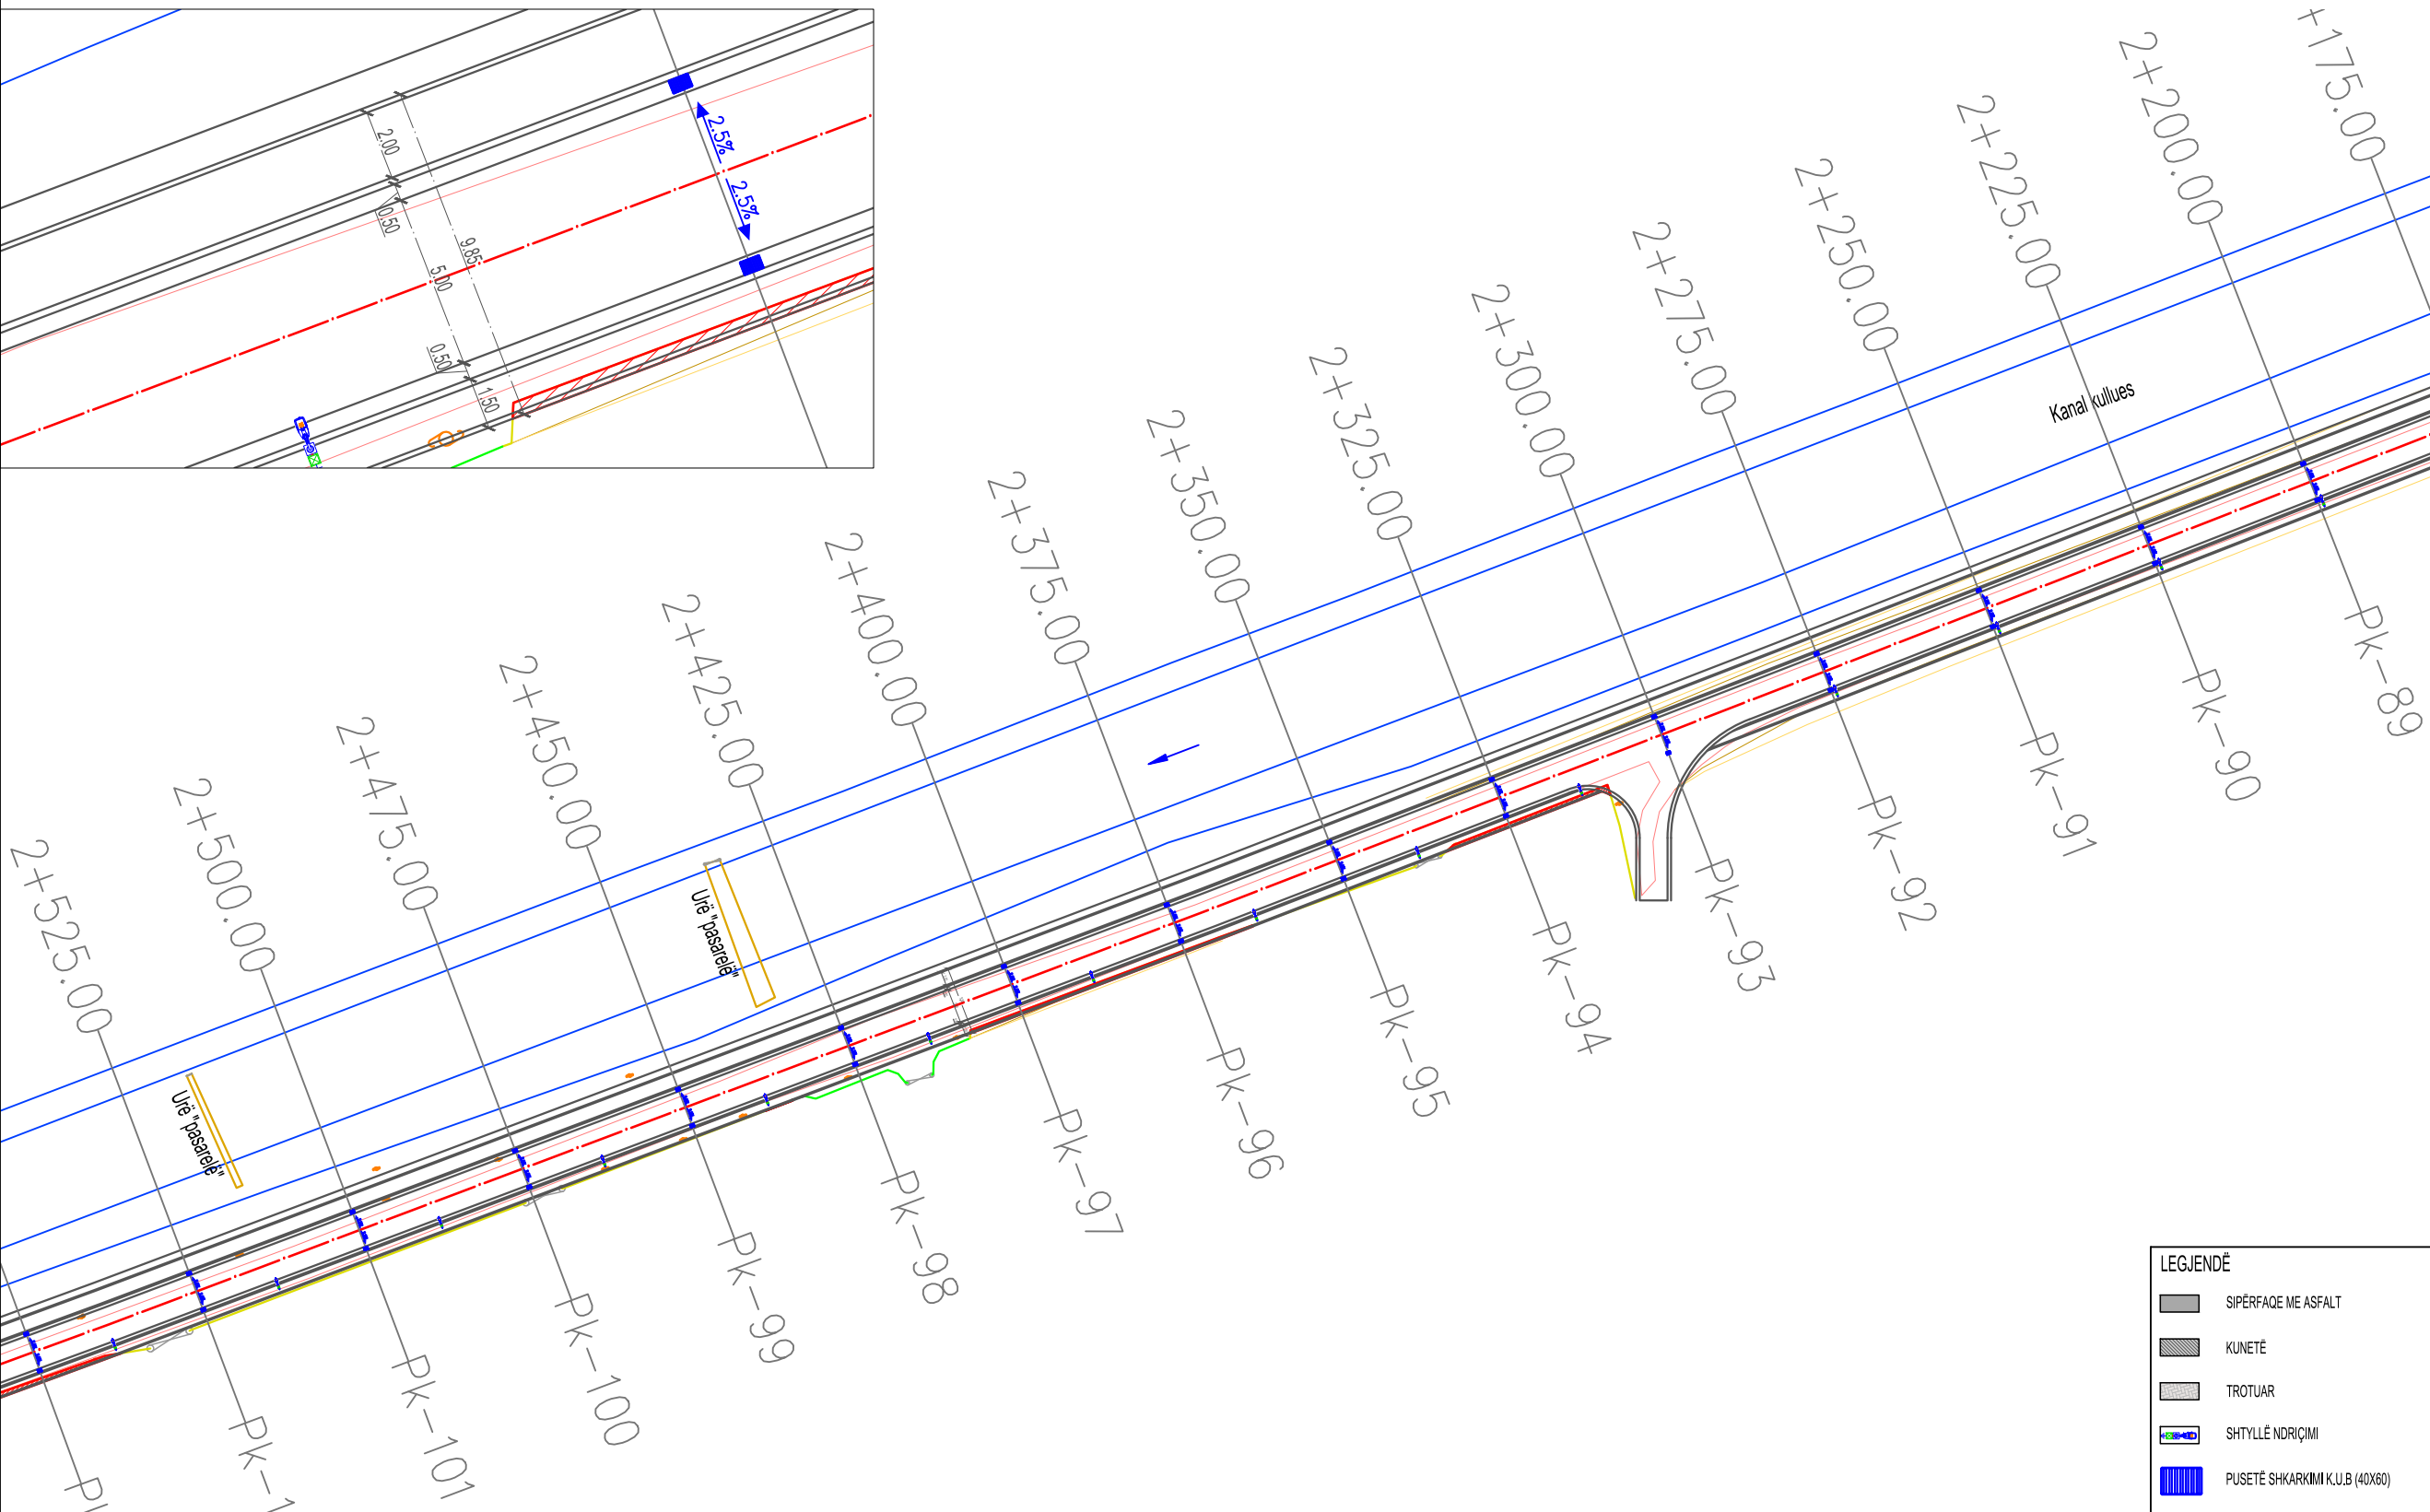 2.00
0.50
5.00
9.85
0.50
1.50
2.5%
2.5%
+175.00
2+200.00
2+225.00
2+250.00
2+275.00
2+300.00
2+325.00
2+350.00
2+375.00
2+400.00
2+425.00
2+450.00
2+475.00
2+500.00
2+525.00
Kanal kullues
Urë "pasarelë"
Urë "pasarelë"
Pk-89
Pk-90
Pk-91
Pk-92
Pk-93
Pk-94
Pk-95
Pk-96
Pk-97
Pk-98
Pk-99
Pk-100
Pk-101
Pk-1
LEGJENDË
SIPËRFAQE ME ASFALT
KUNETË
TROTUAR
SHTYLLË NDRIÇIMI
PUSETË SHKARKIMI K.U.B (40X60)